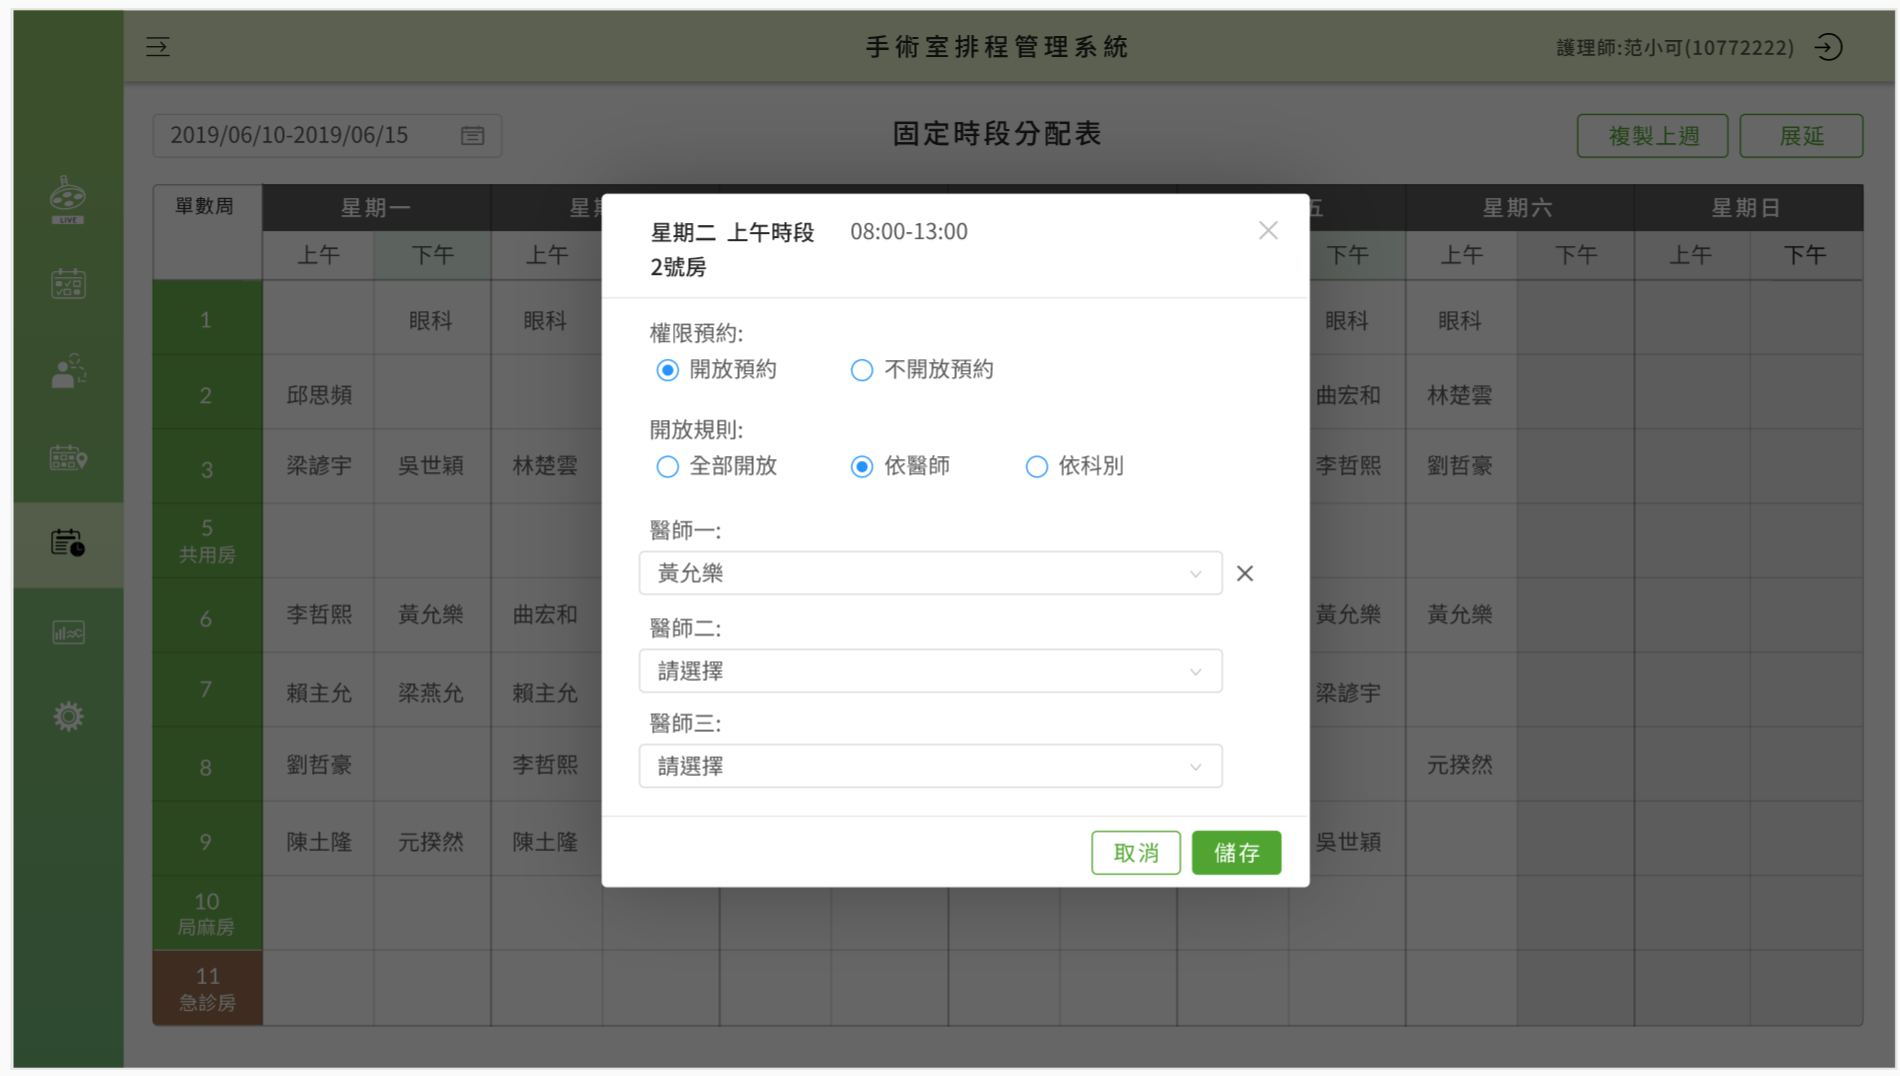 手術室排程管理系統
護理師:范小可(10772222)
2019/06/10-2019/06/15
固定時段分配表
複製上週
展延
單數周 星期一 星 五 星期六 星期日
上午 下午 上午 下午 上午 下午 上午 下午
1 眼科 眼科 眼科 眼科
2 邱思頻 曲宏和 林楚雲
3 梁諺宇 吳世穎 林楚雲 李哲熙 劉哲豪
5
共用房
6 李哲熙 黃允樂 曲宏和 黃允樂 黃允樂
7 賴主允 梁燕允 賴主允 梁諺宇
8 劉哲豪 李哲熙 元揆然
9 陳土隆 元揆然 陳土隆 吳世穎
10
局麻房
11
急診房
LIVE
星期二 上午時段 08:00-13:00
2號房
權限預約:
開放預約 不開放預約
開放規則:
全部開放 依醫師 依科別
醫師一:
黃允樂
醫師二:
請選擇
醫師三:
請選擇
取消 儲存